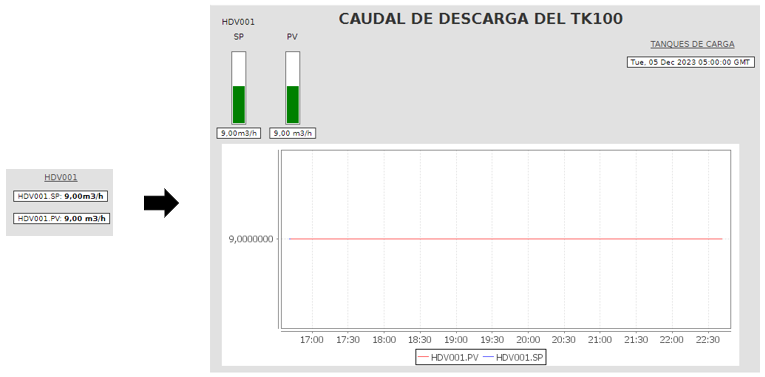 HDV001
HDV001.SP: 9,00m3/h
HDV001.PV: 9,00 m3/h
CAUDAL DE DESCARGA DEL TK100
HDV001
SP PV
TANQUES DE CARGA
Tue, 05 Dec 2023 05:00:00 GMT
9,00m3/h 9,00 m3/h
9,0000000
17:00 17:30 18:00 18:30 19:00 19:30 20:00 20:30 21:00 21:30 22:00 22:30
HDV001.PV HDV001.SP